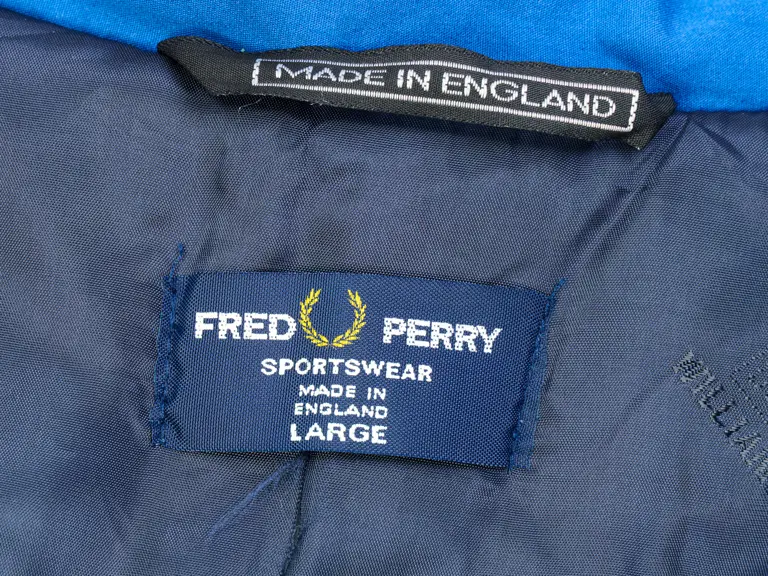 MADE IN ENGLAND
FRED PERRY
SPORTSWEAR
MADE IN
ENGLAND
LARGE